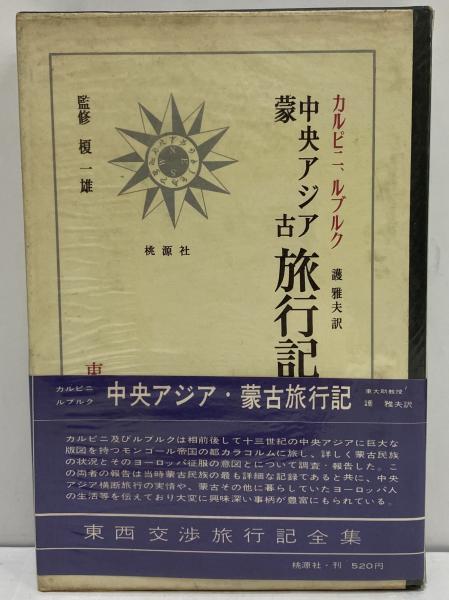 カルピニ、ルブルク
中央アジア
蒙古
旅行記
護雅夫訳
監修 榎一雄
桃源社
東
カルピニ
ルブルク
中央アジア・蒙古旅行記
東大助教授
護 雅夫訳
カルピニ及びルブルクは相前後して十三世紀の中央アジアに巨大な
版図を持つモンゴール帝国の都カラコルムに旅し、詳しく蒙古民族
の状況とそのヨーロッパ征服の意図とについて調査・報告した。こ
の両者の報告は当時蒙古民族の最も詳細な記録であると共に、中央
アジア横断旅行の実情や、蒙古その他に暮らしていたヨーロッパ人
の生活等を伝えており大変に興味深い事柄が豊富にもられている。
東西交渉旅行記全集
桃源社・刊 520円